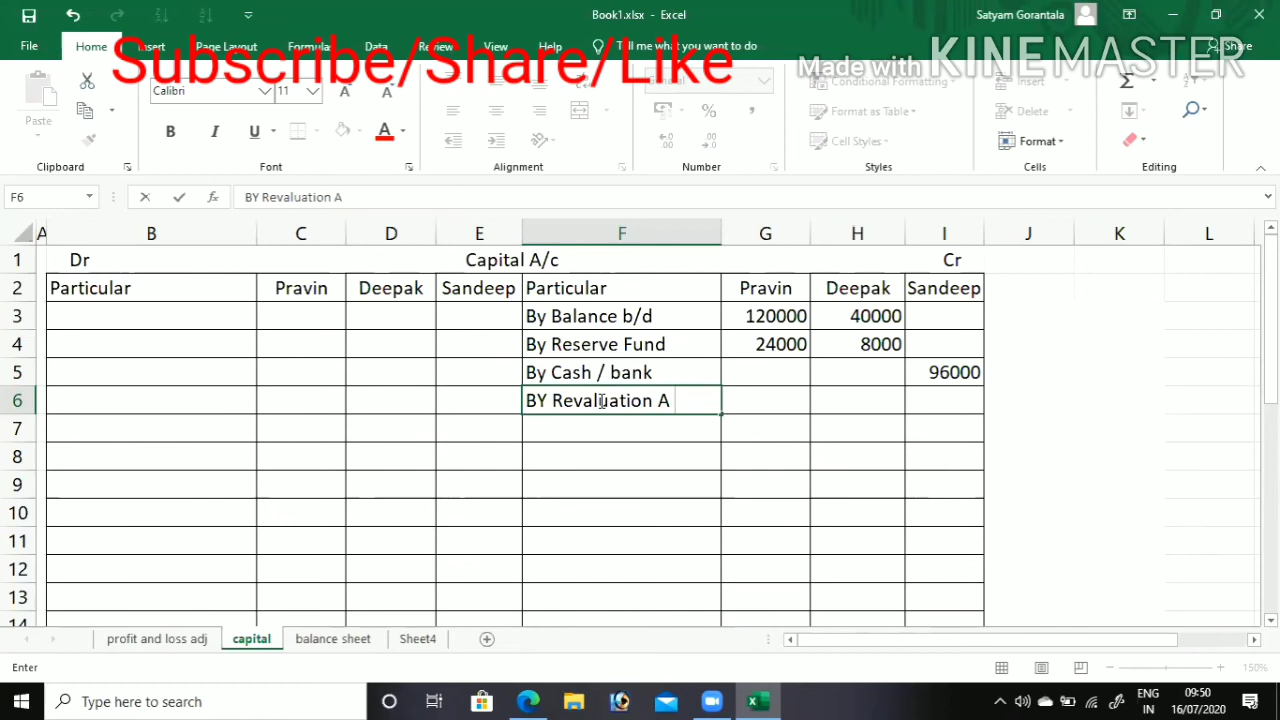 Book1.xlsx - Excel
Satyam Gorantala
File Home Insert Page Layout Formulas Data Review View Help Tell me what you want to do Share
Subscribe/Share/Like
Made with KINEMASTER
Paste
Calibri 11
General
Conditional Formatting
Format as Table
Cell Styles
Insert
Delete
Format
Clipboard Font Alignment Number Styles Cells Editing
F6 BY Revaluation A
A B C D E F G H I J K L
1 Dr Capital A/c Cr
2 Particular Pravin Deepak Sandeep Particular Pravin Deepak Sandeep
3 By Balance b/d 120000 40000
4 By Reserve Fund 24000 8000
5 By Cash / bank 96000
6 BY Revaluation A
7
8
9
10
11
12
13
14
profit and loss adj capital balance sheet Sheet4
Enter 150%
Type here to search
ENG 09:50
IN 16/07/2020